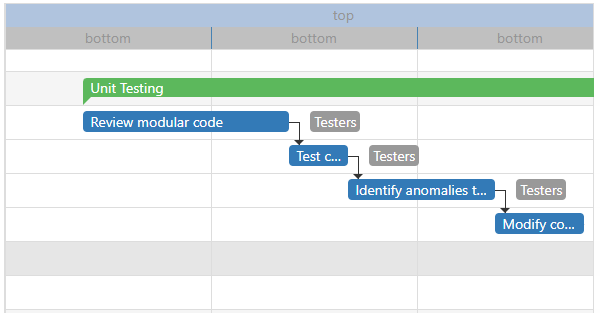 top
bottom bottom bottom
Unit Testing
Review modular code Testers
Test c... Testers
Identify anomalies t... Testers
Modify co...